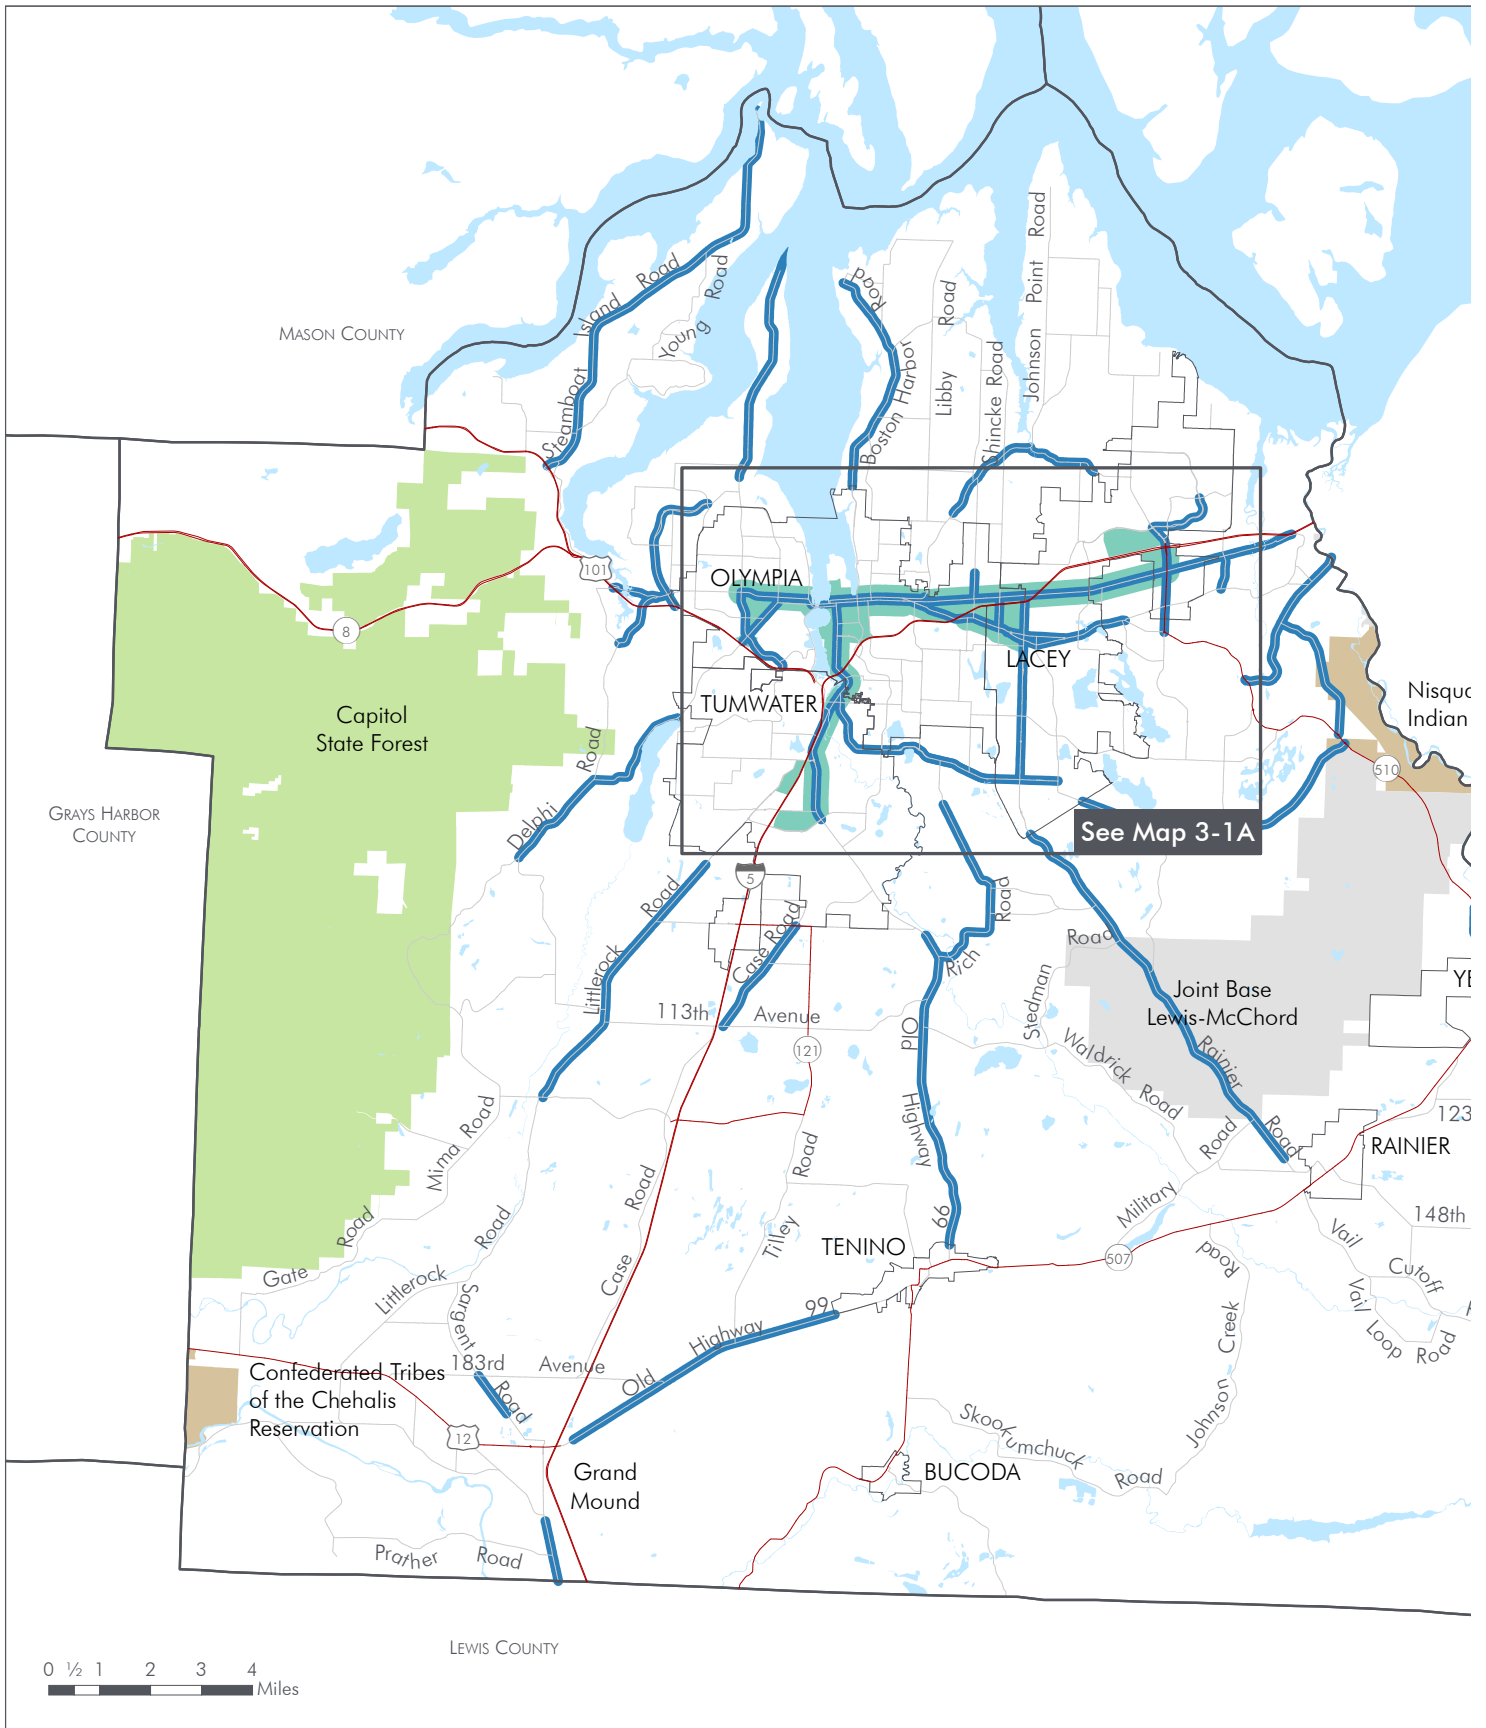 Road
Johnson Point Road
Steamboat Island Road
Young Road
Boston Harbor Road
Libby Road
Shincke Road
MASON COUNTY
OLYMPIA
101
8
LACEY
TUMWATER
Capitol
State Forest
Nisqua
Indian
510
GRAYS HARBOR
COUNTY
Delphi Road
See Map 3-1A
5
Littlerock Road
Case Road
Rich Road
Stedman Road
Joint Base
Lewis-McChord
YE
113th Avenue
121
Old Highway 99
Waldrick Road
Rainier Road
123
RAINIER
Mima Road
Case Road
Tilley Road
Military Road
148th
Vail Cutoff
Vail Loop Road
Gate Road
Littlerock Road
Sargent Road
TENINO
507
Johnson Creek Road
Old Highway 99
183rd Avenue
Confederated Tribes
of the Chehalis
Reservation
12
Grand
Mound
Skookumchuck Road
BUCODA
Prather Road
LEWIS COUNTY
0 ½ 1 2 3 4
Miles